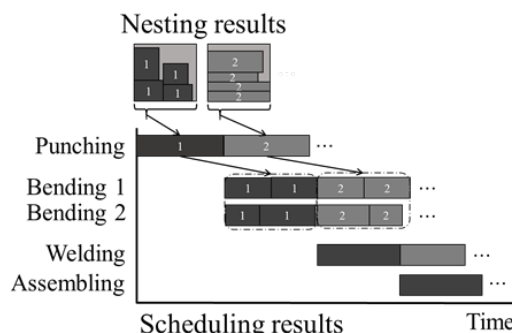 Nesting results
1 1 1 1
2 2 2 2 ...
Punching 1 2 ...
Bending 1 1 1 2 2 ...
Bending 2 1 1 2 2 ...
Welding ...
Assembling ...
Scheduling results Time